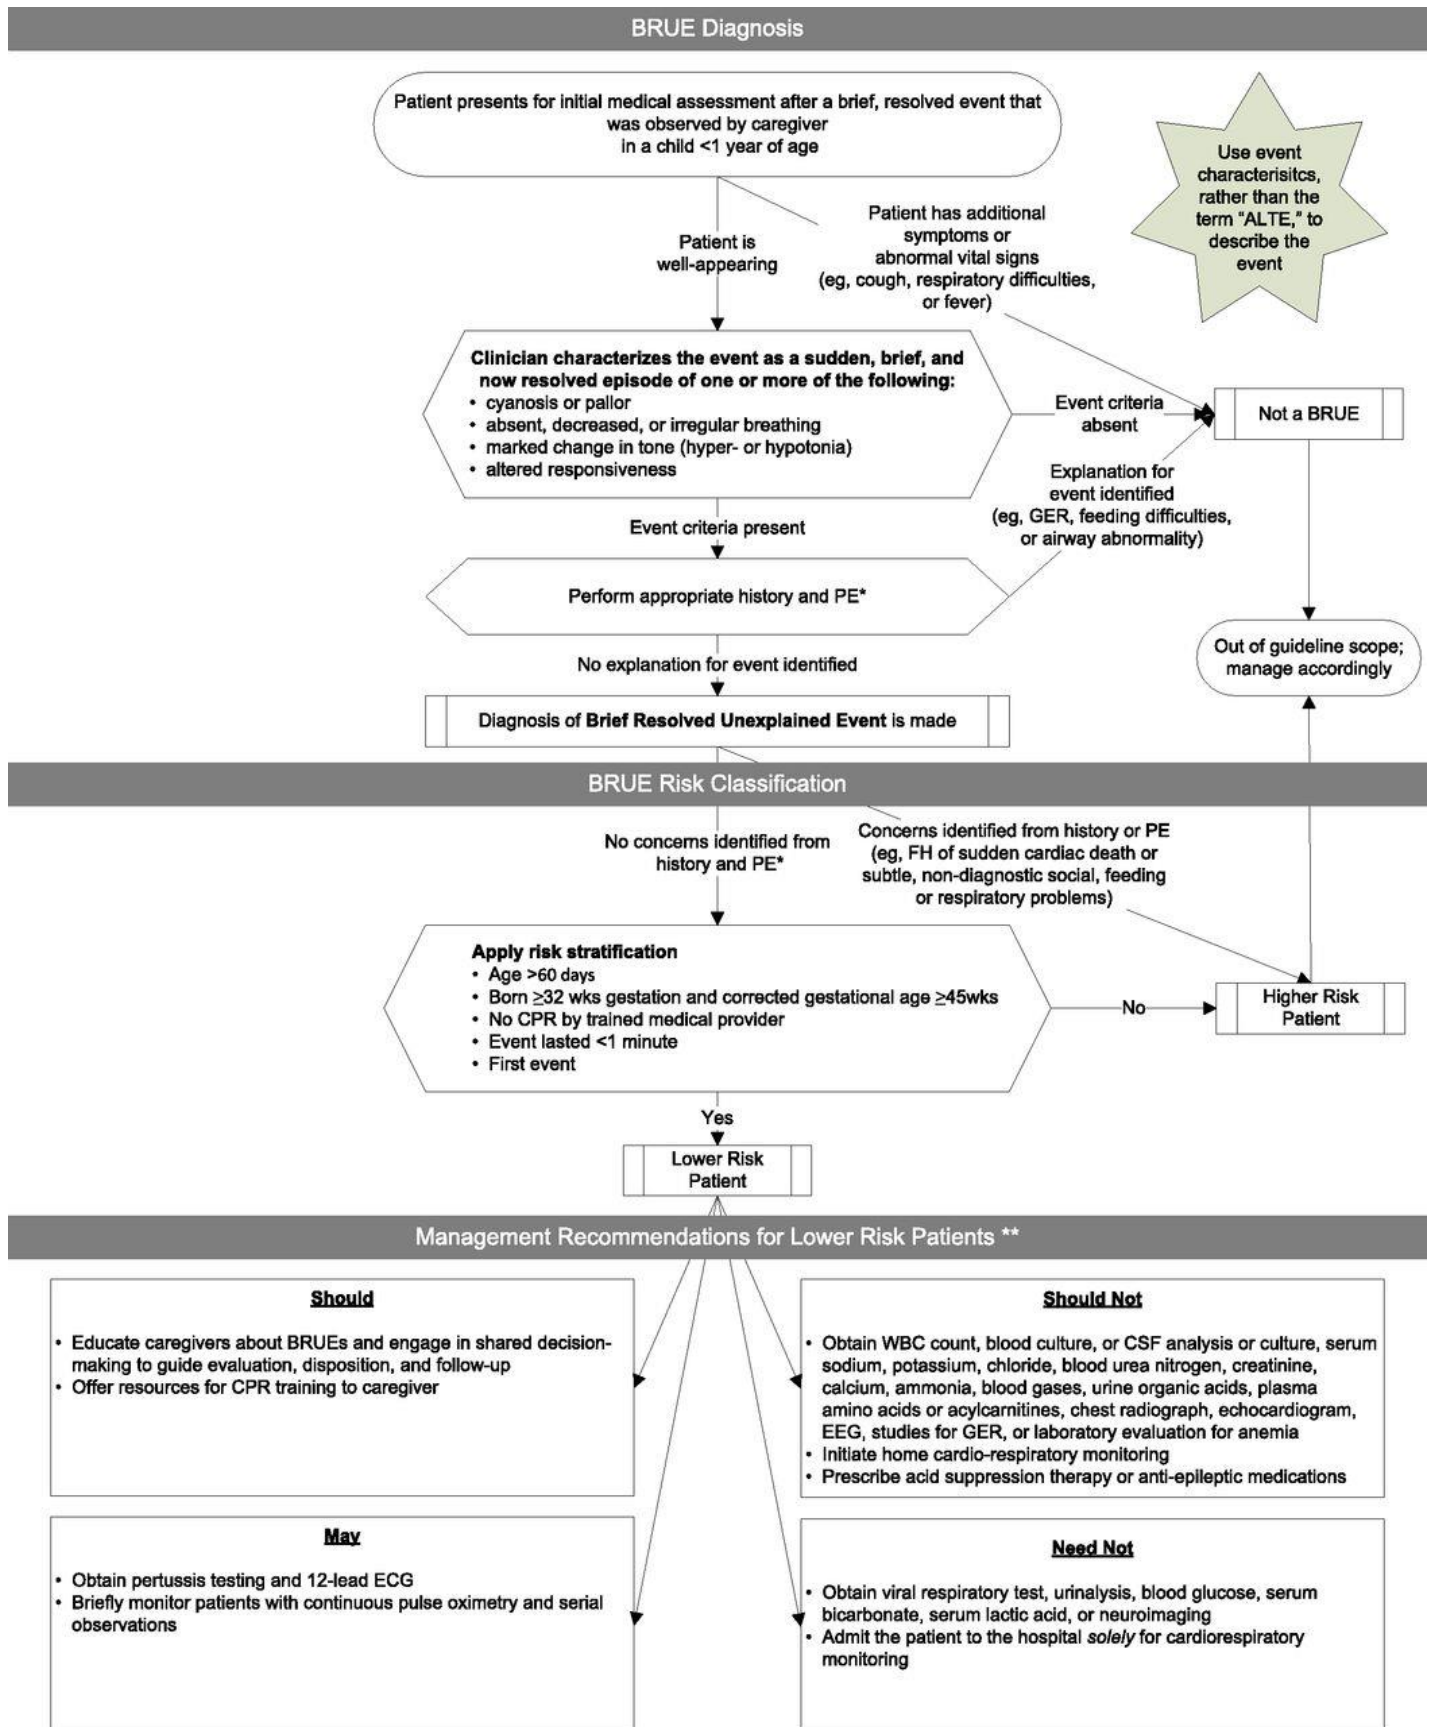 BRUE Diagnosis
Patient presents for initial medical assessment after a brief, resolved event that
was observed by caregiver
in a child <1 year of age
Use event
characterisitcs,
rather than the
term “ALTE,” to
describe the
event
Patient is
well-appearing
Patient has additional
symptoms or
abnormal vital signs
(eg, cough, respiratory difficulties,
or fever)
Clinician characterizes the event as a sudden, brief, and
now resolved episode of one or more of the following:
• cyanosis or pallor
• absent, decreased, or irregular breathing
• marked change in tone (hyper- or hypotonia)
• altered responsiveness
Event criteria
absent
Not a BRUE
Explanation for
event identified
(eg, GER, feeding difficulties,
or airway abnormality)
Event criteria present
Perform appropriate history and PE*
No explanation for event identified
Out of guideline scope;
manage accordingly
Diagnosis of Brief Resolved Unexplained Event is made
BRUE Risk Classification
No concerns identified from
history and PE*
Concerns identified from history or PE
(eg, FH of sudden cardiac death or
subtle, non-diagnostic social, feeding
or respiratory problems)
Apply risk stratification
• Age >60 days
• Born ≥32 wks gestation and corrected gestational age ≥45wks
• No CPR by trained medical provider
• Event lasted <1 minute
• First event
No
Higher Risk
Patient
Yes
Lower Risk
Patient
Management Recommendations for Lower Risk Patients **
Should
• Educate caregivers about BRUEs and engage in shared decision-
making to guide evaluation, disposition, and follow-up
• Offer resources for CPR training to caregiver
Should Not
• Obtain WBC count, blood culture, or CSF analysis or culture, serum
sodium, potassium, chloride, blood urea nitrogen, creatinine,
calcium, ammonia, blood gases, urine organic acids, plasma
amino acids or acylcarnitines, chest radiograph, echocardiogram,
EEG, studies for GER, or laboratory evaluation for anemia
• Initiate home cardio-respiratory monitoring
• Prescribe acid suppression therapy or anti-epileptic medications
May
• Obtain pertussis testing and 12-lead ECG
• Briefly monitor patients with continuous pulse oximetry and serial
observations
Need Not
• Obtain viral respiratory test, urinalysis, blood glucose, serum
bicarbonate, serum lactic acid, or neuroimaging
• Admit the patient to the hospital solely for cardiorespiratory
monitoring